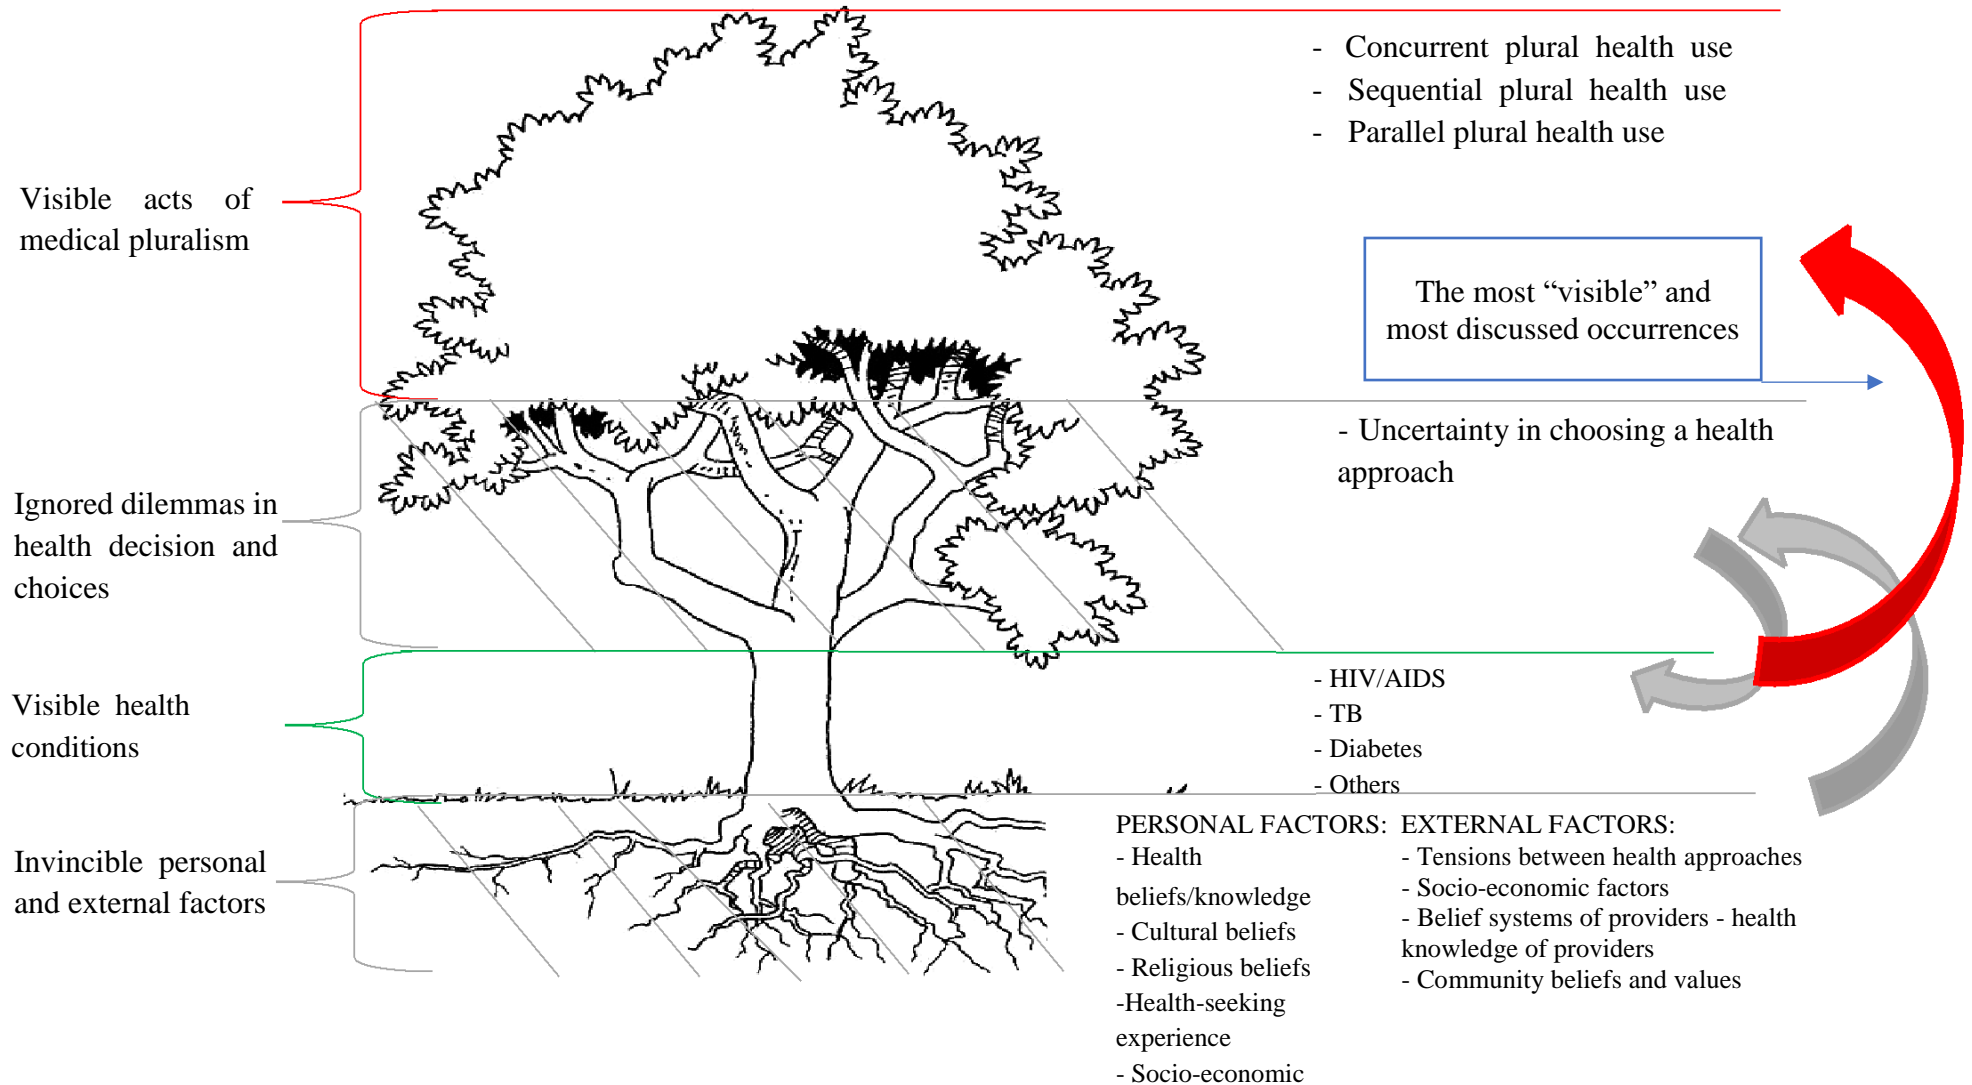 - Concurrent plural health use
- Sequential plural health use
- Parallel plural health use
Visible acts of
medical pluralism
The most “visible” and
most discussed occurrences
- Uncertainty in choosing a health
approach
Ignored dilemmas in
health decision and
choices
Visible health
conditions
- HIV/AIDS
- TB
- Diabetes
- Others
Invincible personal
and external factors
PERSONAL FACTORS:
- Health
beliefs/knowledge
- Cultural beliefs
- Religious beliefs
-Health-seeking
experience
- Socio-economic
EXTERNAL FACTORS:
- Tensions between health approaches
- Socio-economic factors
- Belief systems of providers - health
knowledge of providers
- Community beliefs and values